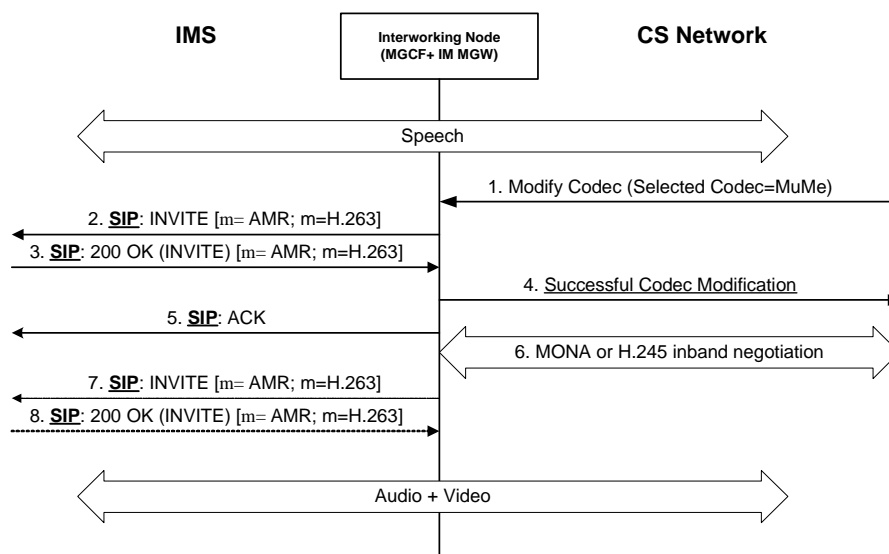 IMS
Interworking Node
(MGCF+ IM MGW)
CS Network
Speech
1. Modify Codec (Selected Codec=MuMe)
2. SIP: INVITE [m= AMR; m=H.263]
3. SIP: 200 OK (INVITE) [m= AMR; m=H.263]
4. Successful Codec Modification
5. SIP: ACK
6. MONA or H.245 inband negotiation
7. SIP: INVITE [m= AMR; m=H.263]
8. SIP: 200 OK (INVITE) [m= AMR; m=H.263]
Audio + Video